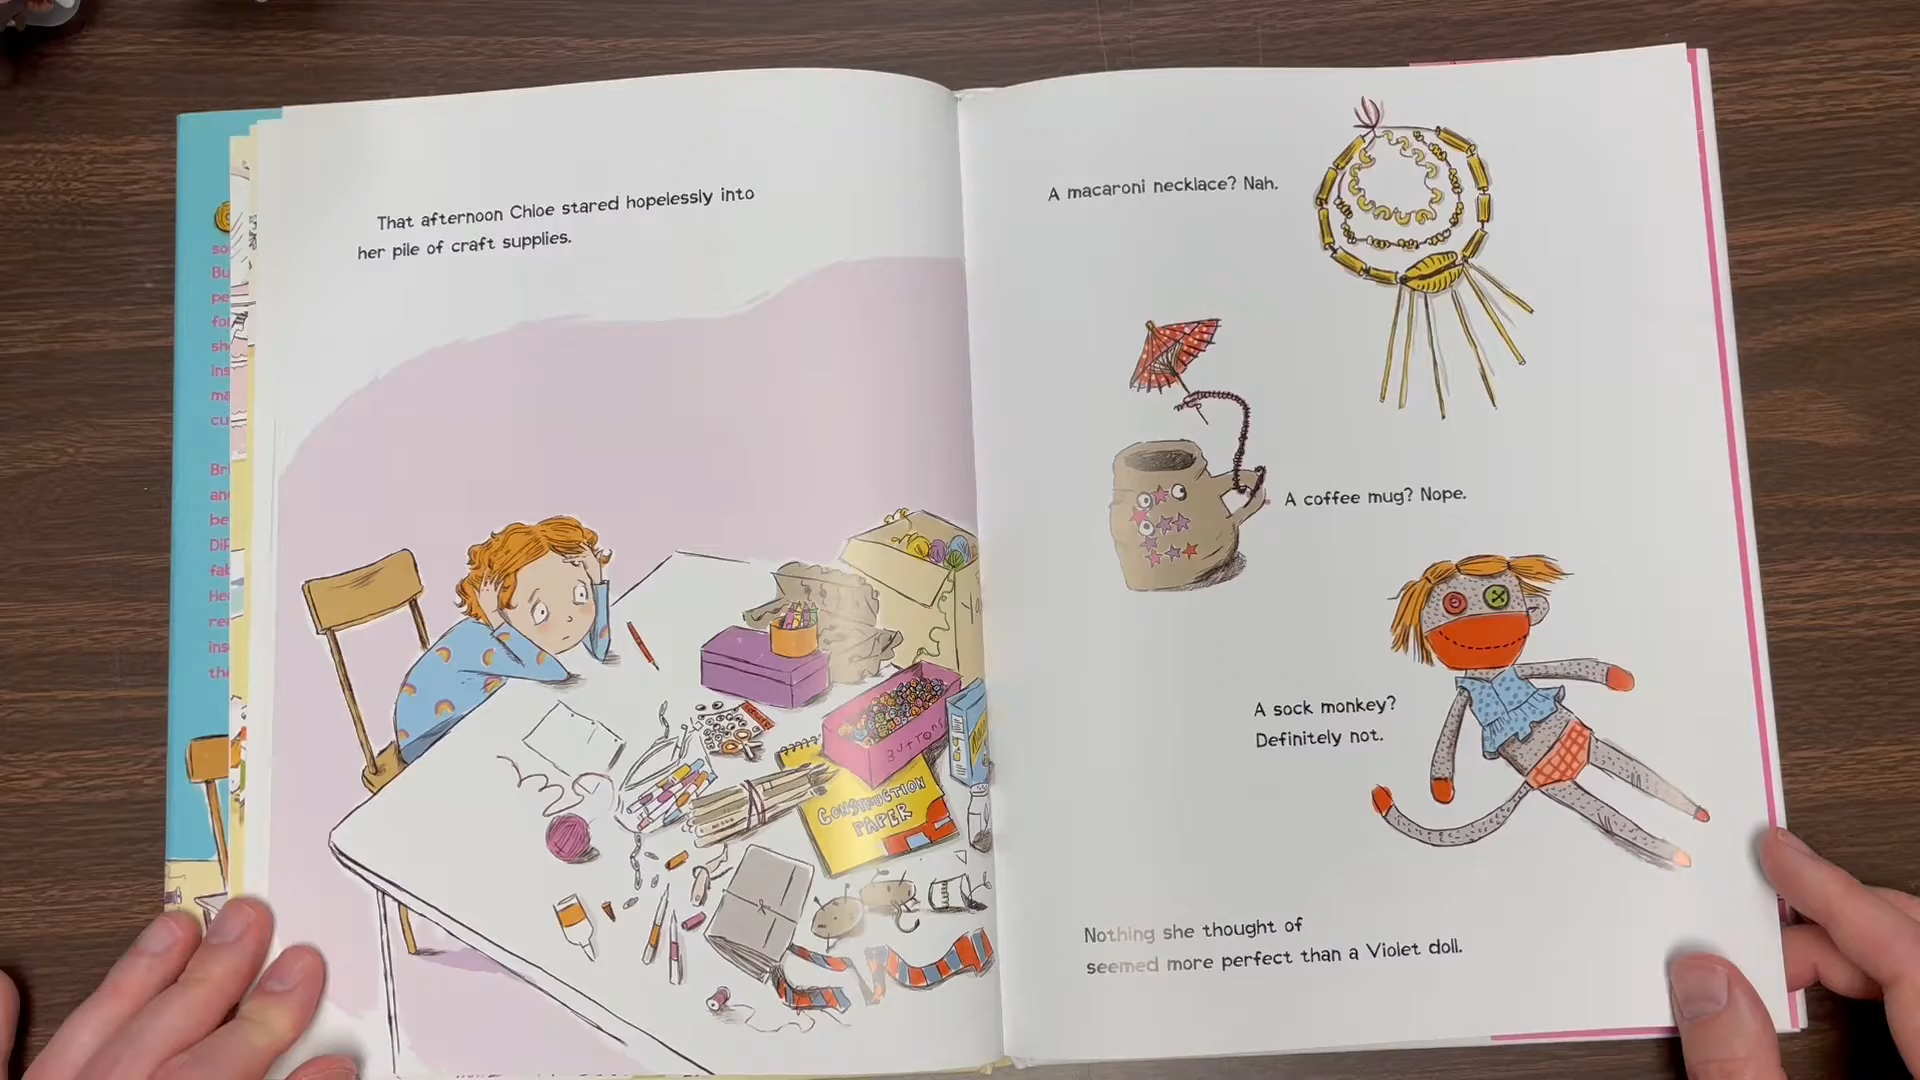 That afternoon Chloe stared hopelessly into
her pile of craft supplies.
BUTTONS
CONSTRUCTION
PAPER
A macaroni necklace? Nah.
A coffee mug? Nope.
A sock monkey?
Definitely not.
Nothing she thought of
seemed more perfect than a Violet doll.